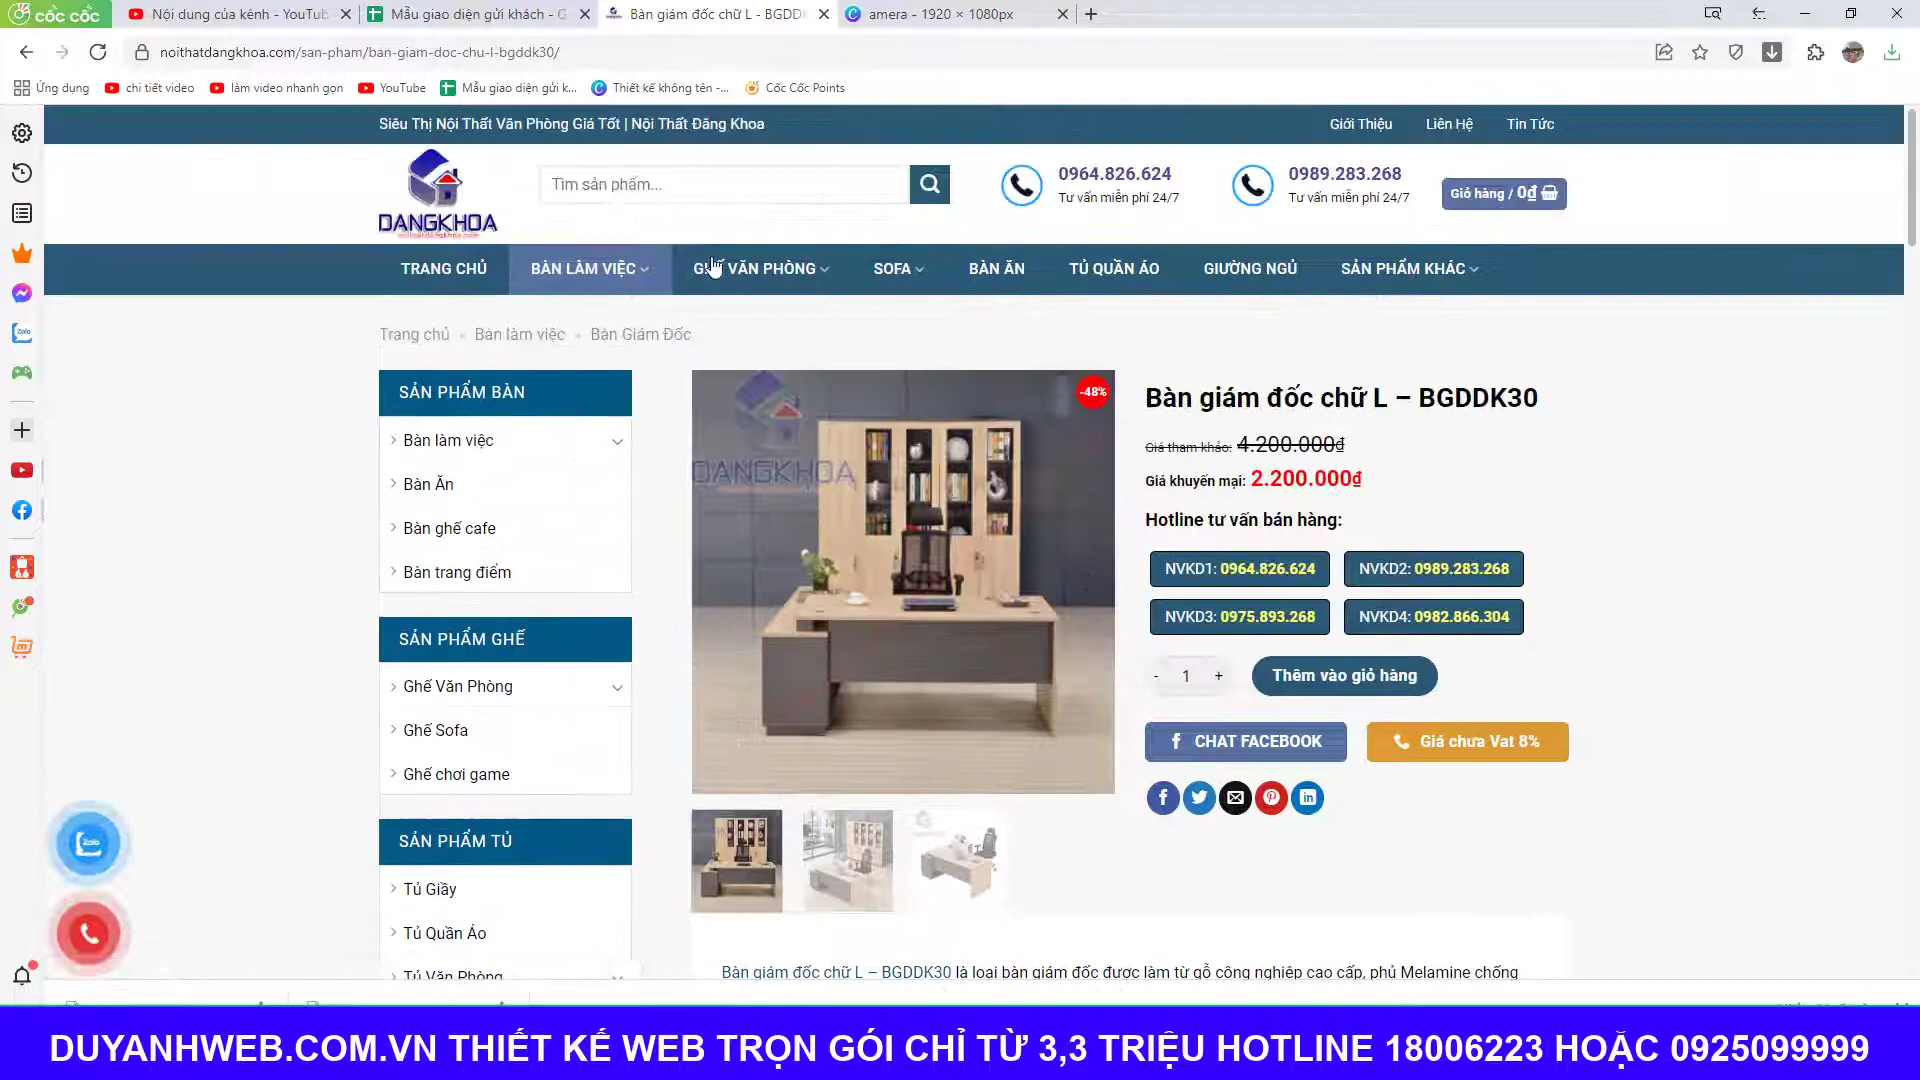 cốc cốc
Nội dung của kênh - YouTub
Mẫu giao diện gửi khách - G
Bàn giám đốc chữ L - BGDD
amera - 1920 × 1080px
noithatdangkhoa.com/san-pham/ban-giam-doc-chu-l-bgddk30/
Ứng dụng
chi tiết video
làm video nhanh gọn
YouTube
Mẫu giao diện gửi k...
Thiết kế không tên -...
Cốc Cốc Points
Siêu Thị Nội Thất Văn Phòng Giá Tốt | Nội Thất Đăng Khoa
Giới Thiệu
Liên Hệ
Tin Tức
DANGKHOA
noithatdangkhoa.com
Tìm sản phẩm...
0964.826.624
Tư vấn miễn phí 24/7
0989.283.268
Tư vấn miễn phí 24/7
Giỏ hàng / 0₫
TRANG CHỦ
BÀN LÀM VIỆC
GHẾ VĂN PHÒNG
SOFA
BÀN ĂN
TỦ QUẦN ÁO
GIƯỜNG NGỦ
SẢN PHẨM KHÁC
Trang chủ » Bàn làm việc » Bàn Giám Đốc
SẢN PHẨM BÀN
Bàn làm việc
Bàn Ăn
Bàn ghế cafe
Bàn trang điểm
SẢN PHẨM GHẾ
Ghế Văn Phòng
Ghế Sofa
Ghế chơi game
SẢN PHẨM TỦ
Tủ Giầy
Tủ Quần Áo
Tủ Văn Phòng
Zalo
Zalo
DANGKHOA
-48%
Bàn giám đốc chữ L – BGDDK30
Giá tham khảo: 4.200.000₫
Giá khuyến mại: 2.200.000₫
Hotline tư vấn bán hàng:
NVKD1: 0964.826.624
NVKD2: 0989.283.268
NVKD3: 0975.893.268
NVKD4: 0982.866.304
- 1 +
Thêm vào giỏ hàng
CHAT FACEBOOK
Giá chưa Vat 8%
Bàn giám đốc chữ L – BGDDK30 là loại bàn giám đốc được làm từ gỗ công nghiệp cao cấp, phủ Melamine chống
DUYANHWEB.COM.VN THIẾT KẾ WEB TRỌN GÓI CHỈ TỪ 3,3 TRIỆU HOTLINE 18006223 HOẶC 0925099999